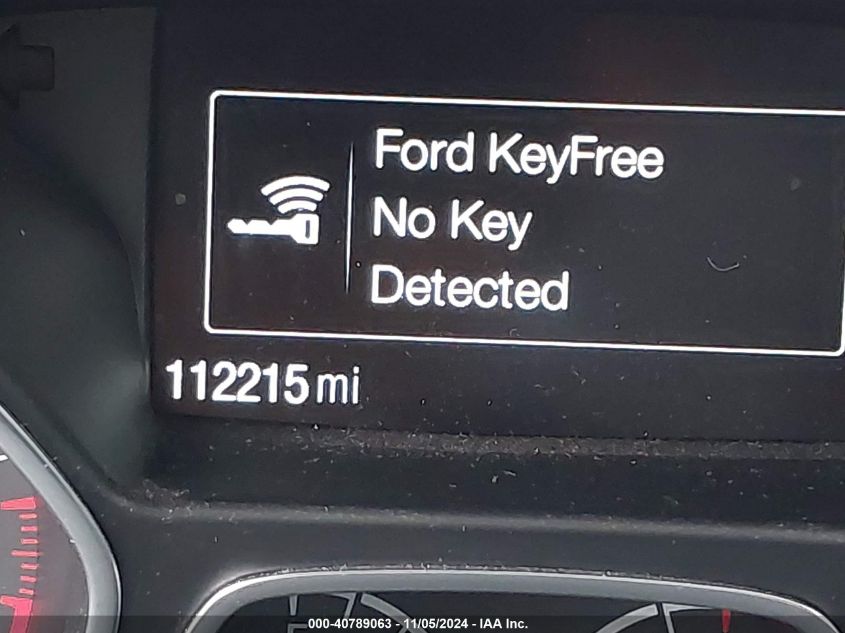 Ford KeyFree
No Key
Detected
112215 mi
000-40789063 - 11/05/2024 - IAA Inc.